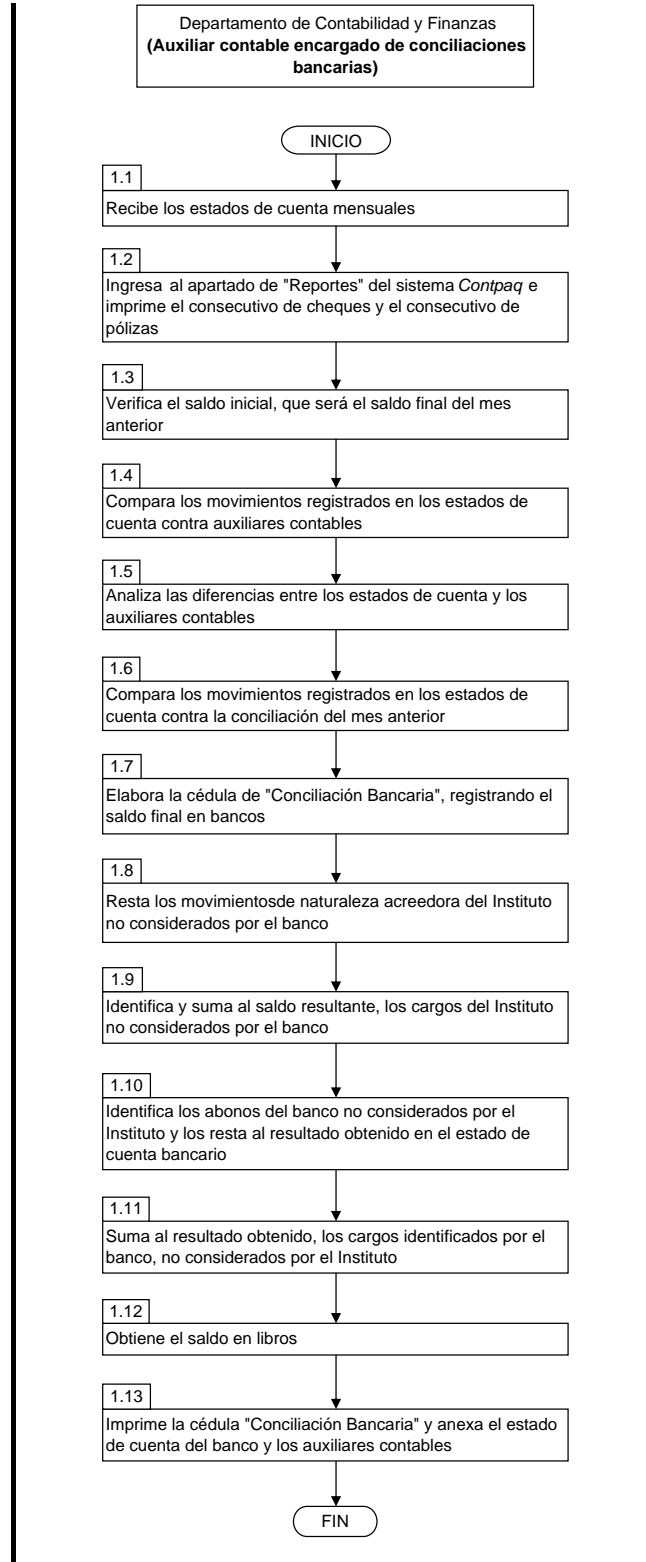 Departamento de Contabilidad y Finanzas
(Auxiliar contable encargado de conciliaciones
bancarias)
INICIO
1.1
Recibe los estados de cuenta mensuales
1.2
Ingresa al apartado de "Reportes" del sistema Contpaq e
imprime el consecutivo de cheques y el consecutivo de
pólizas
1.3
Verifica el saldo inicial, que será el saldo final del mes
anterior
1.4
Compara los movimientos registrados en los estados de
cuenta contra auxiliares contables
1.5
Analiza las diferencias entre los estados de cuenta y los
auxiliares contables
1.6
Compara los movimientos registrados en los estados de
cuenta contra la conciliación del mes anterior
1.7
Elabora la cédula de "Conciliación Bancaria", registrando el
saldo final en bancos
1.8
Resta los movimientosde naturaleza acreedora del Instituto
no considerados por el banco
1.9
Identifica y suma al saldo resultante, los cargos del Instituto
no considerados por el banco
1.10
Identifica los abonos del banco no considerados por el
Instituto y los resta al resultado obtenido en el estado de
cuenta bancario
1.11
Suma al resultado obtenido, los cargos identificados por el
banco, no considerados por el Instituto
1.12
Obtiene el saldo en libros
1.13
Imprime la cédula "Conciliación Bancaria" y anexa el estado
de cuenta del banco y los auxiliares contables
FIN